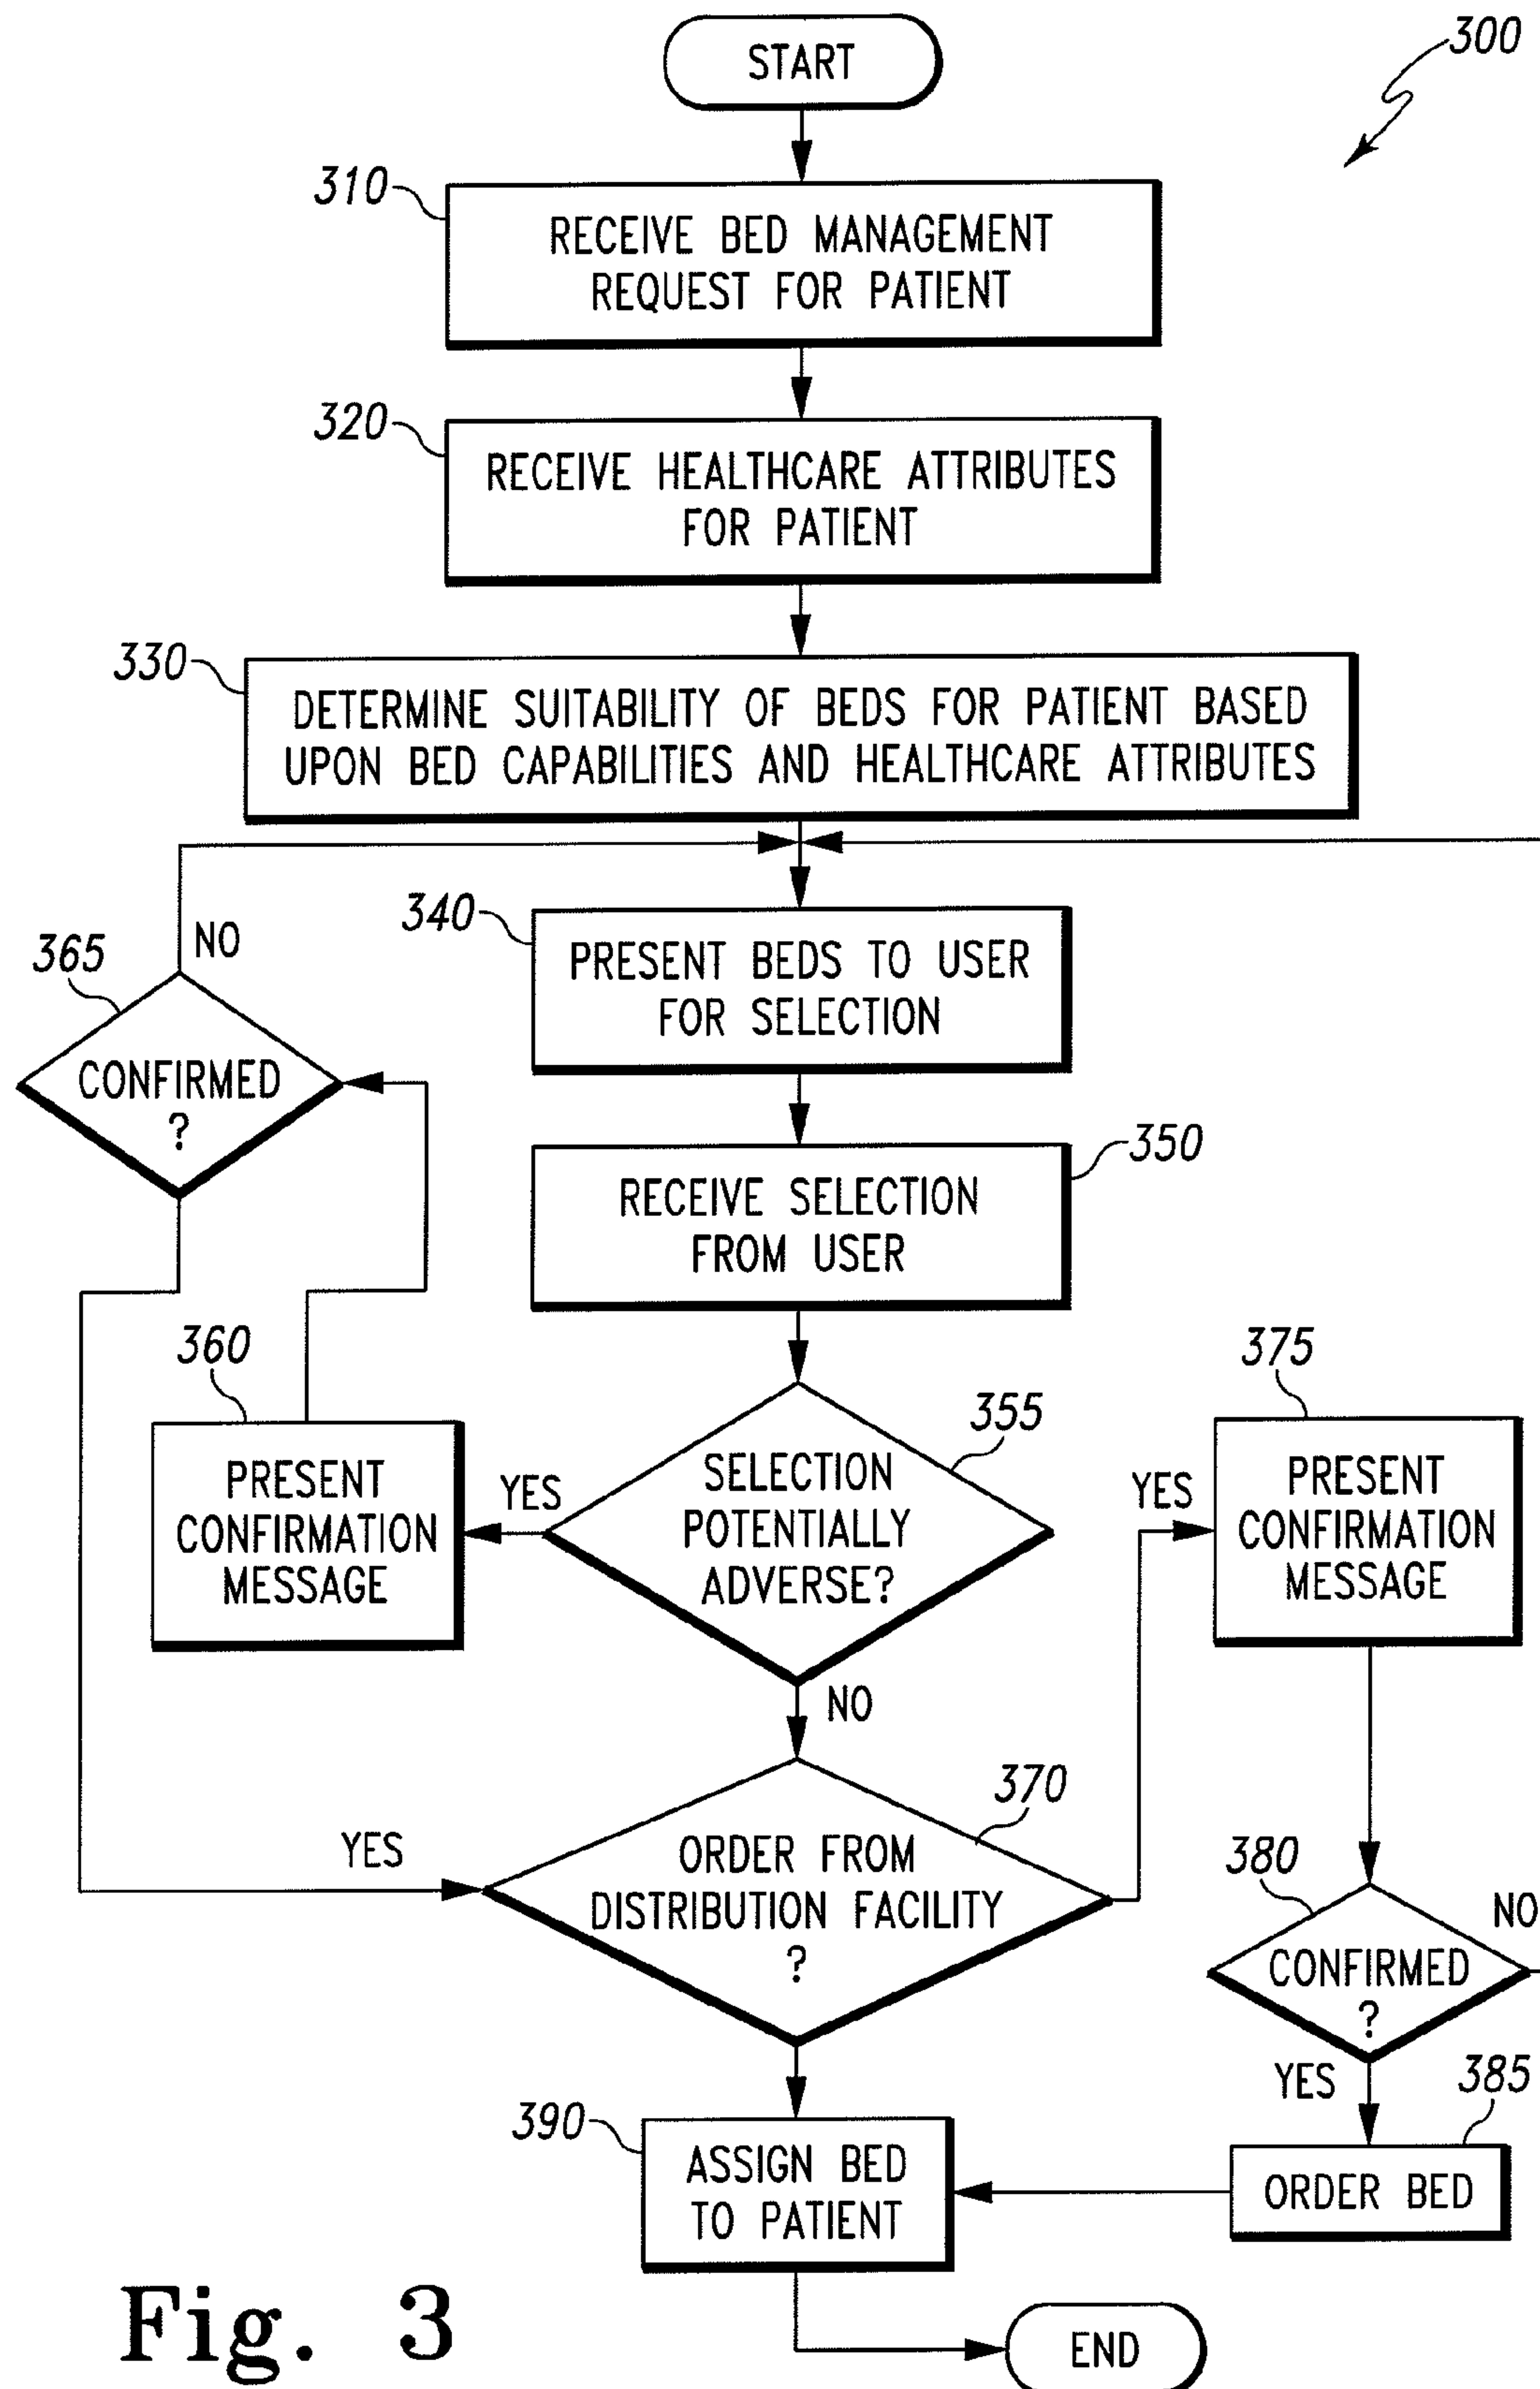 START
300
310
RECEIVE BED MANAGEMENT
REQUEST FOR PATIENT
320
RECEIVE HEALTHCARE ATTRIBUTES
FOR PATIENT
330
DETERMINE SUITABILITY OF BEDS FOR PATIENT BASED
UPON BED CAPABILITIES AND HEALTHCARE ATTRIBUTES
340
PRESENT BEDS TO USER
FOR SELECTION
365
NO
CONFIRMED
?
350
RECEIVE SELECTION
FROM USER
360
PRESENT
CONFIRMATION
MESSAGE
YES
355
SELECTION
POTENTIALLY
ADVERSE?
NO
375
YES
PRESENT
CONFIRMATION
MESSAGE
YES
370
ORDER FROM
DISTRIBUTION FACILITY
?
380
NO
CONFIRMED
?
YES
385
ORDER BED
390
ASSIGN BED
TO PATIENT
END
Fig. 3